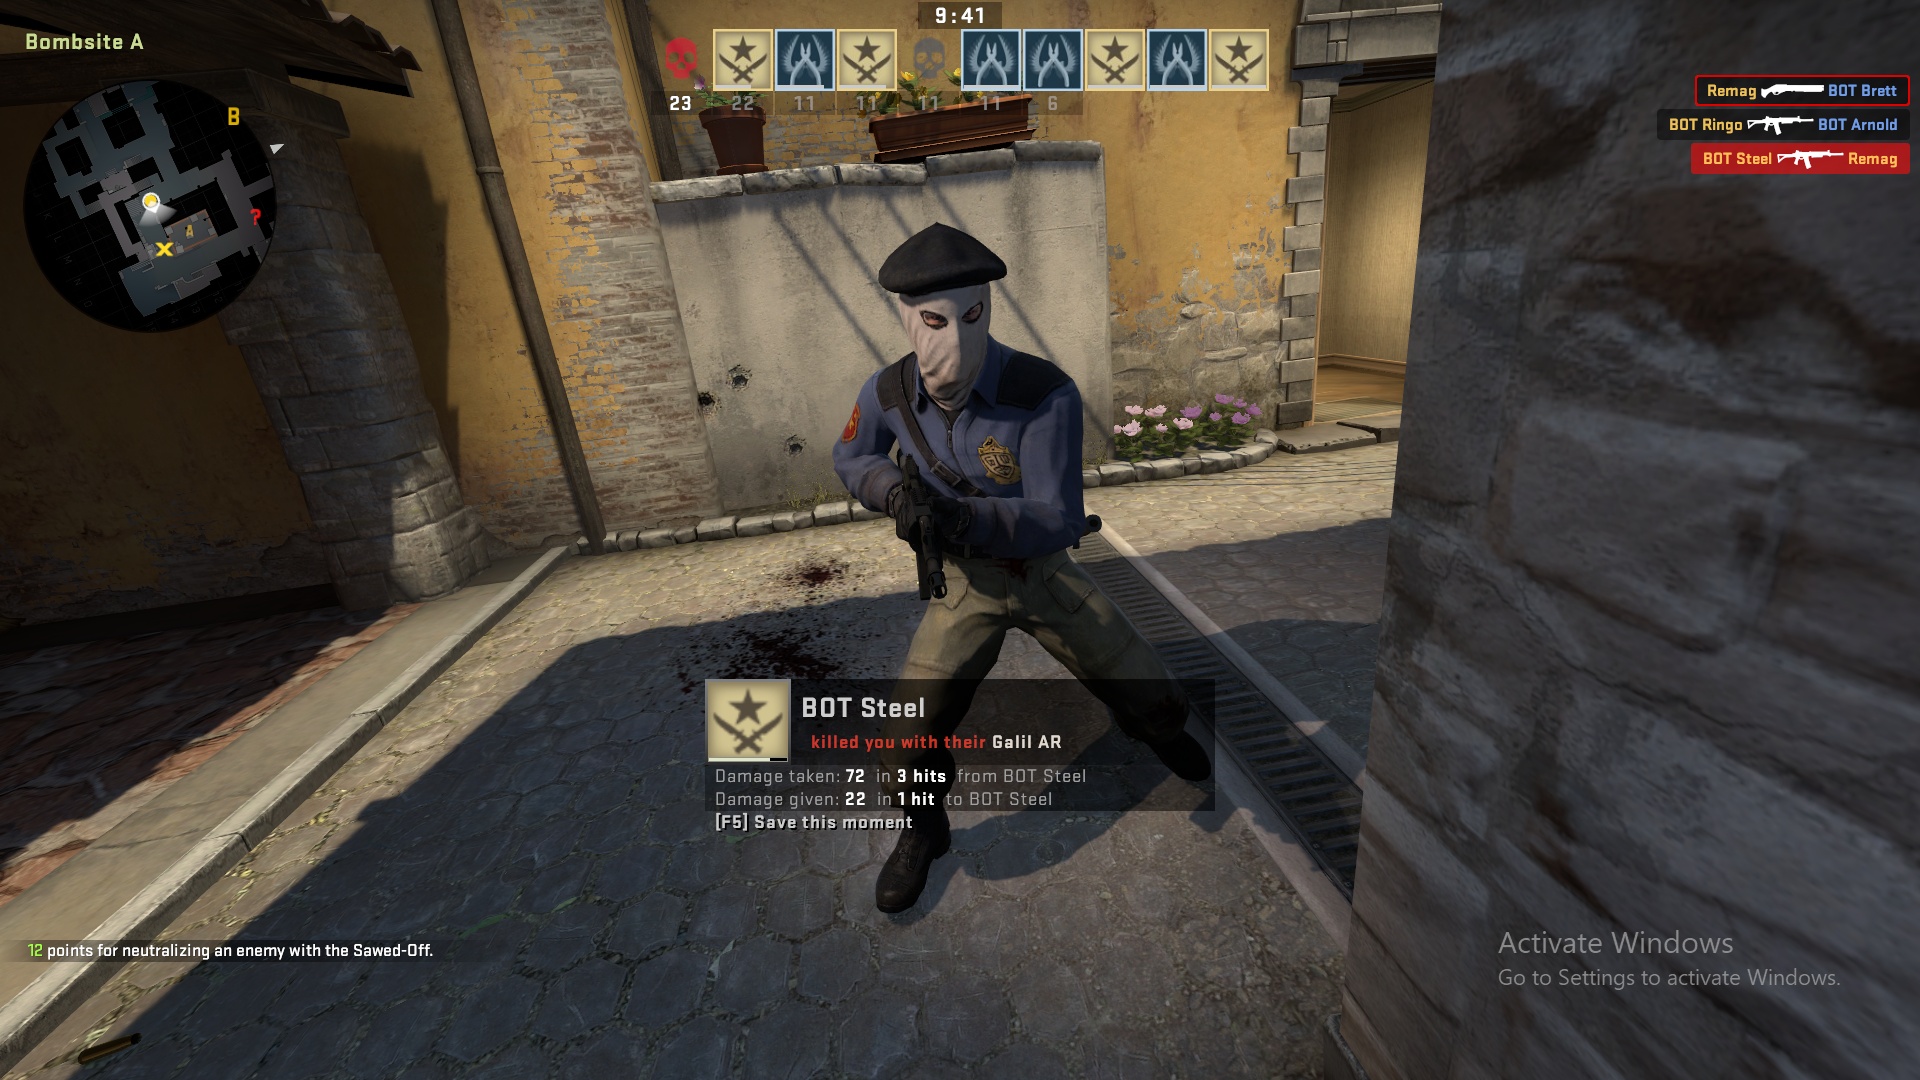 Bombsite A
9:41
B
?
A
X
23 22 11 11 11 11 6
Remag BOT Brett
BOT Ringo BOT Arnold
BOT Steel Remag
BOT Steel
killed you with their Galil AR
Damage taken: 72 in 3 hits from BOT Steel
Damage given: 22 in 1 hit to BOT Steel
[F5] Save this moment
12 points for neutralizing an enemy with the Sawed-Off.
Activate Windows
Go to Settings to activate Windows.